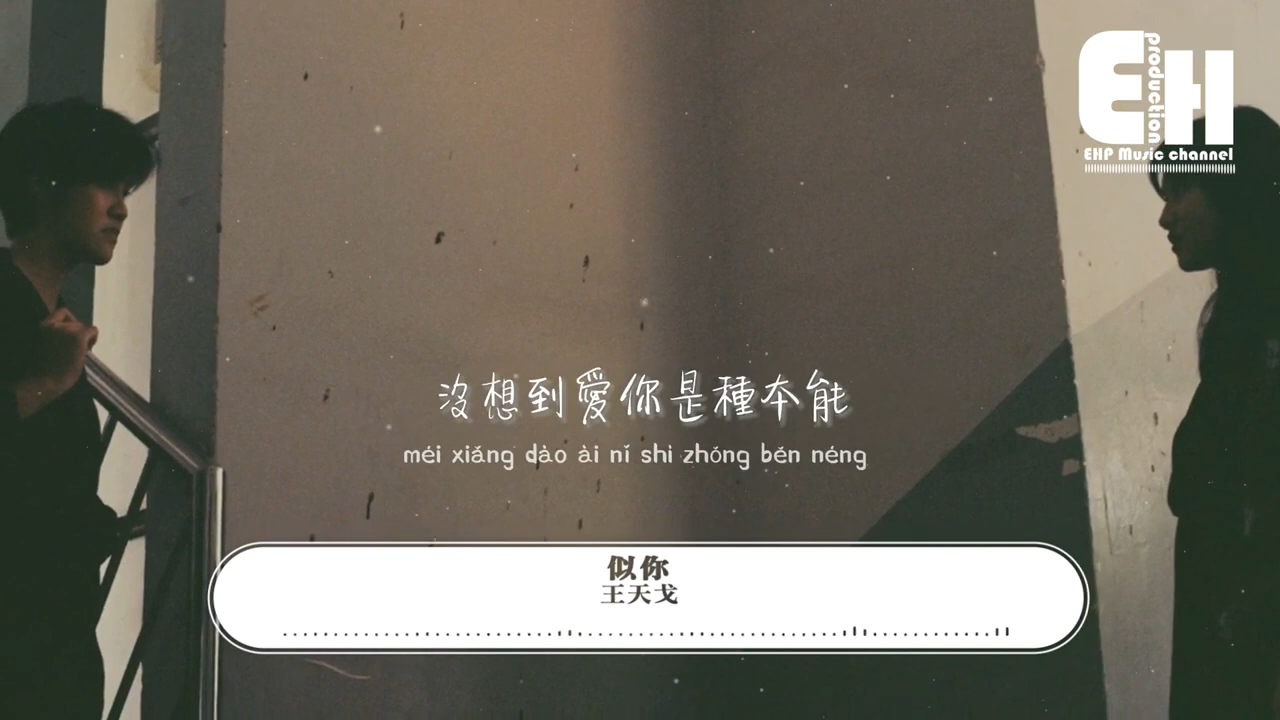 EH
production
EHP Music channel
沒想到愛你是種本能
méi xiǎng dào ài nǐ shì zhǒng běn néng
似你
王天戈